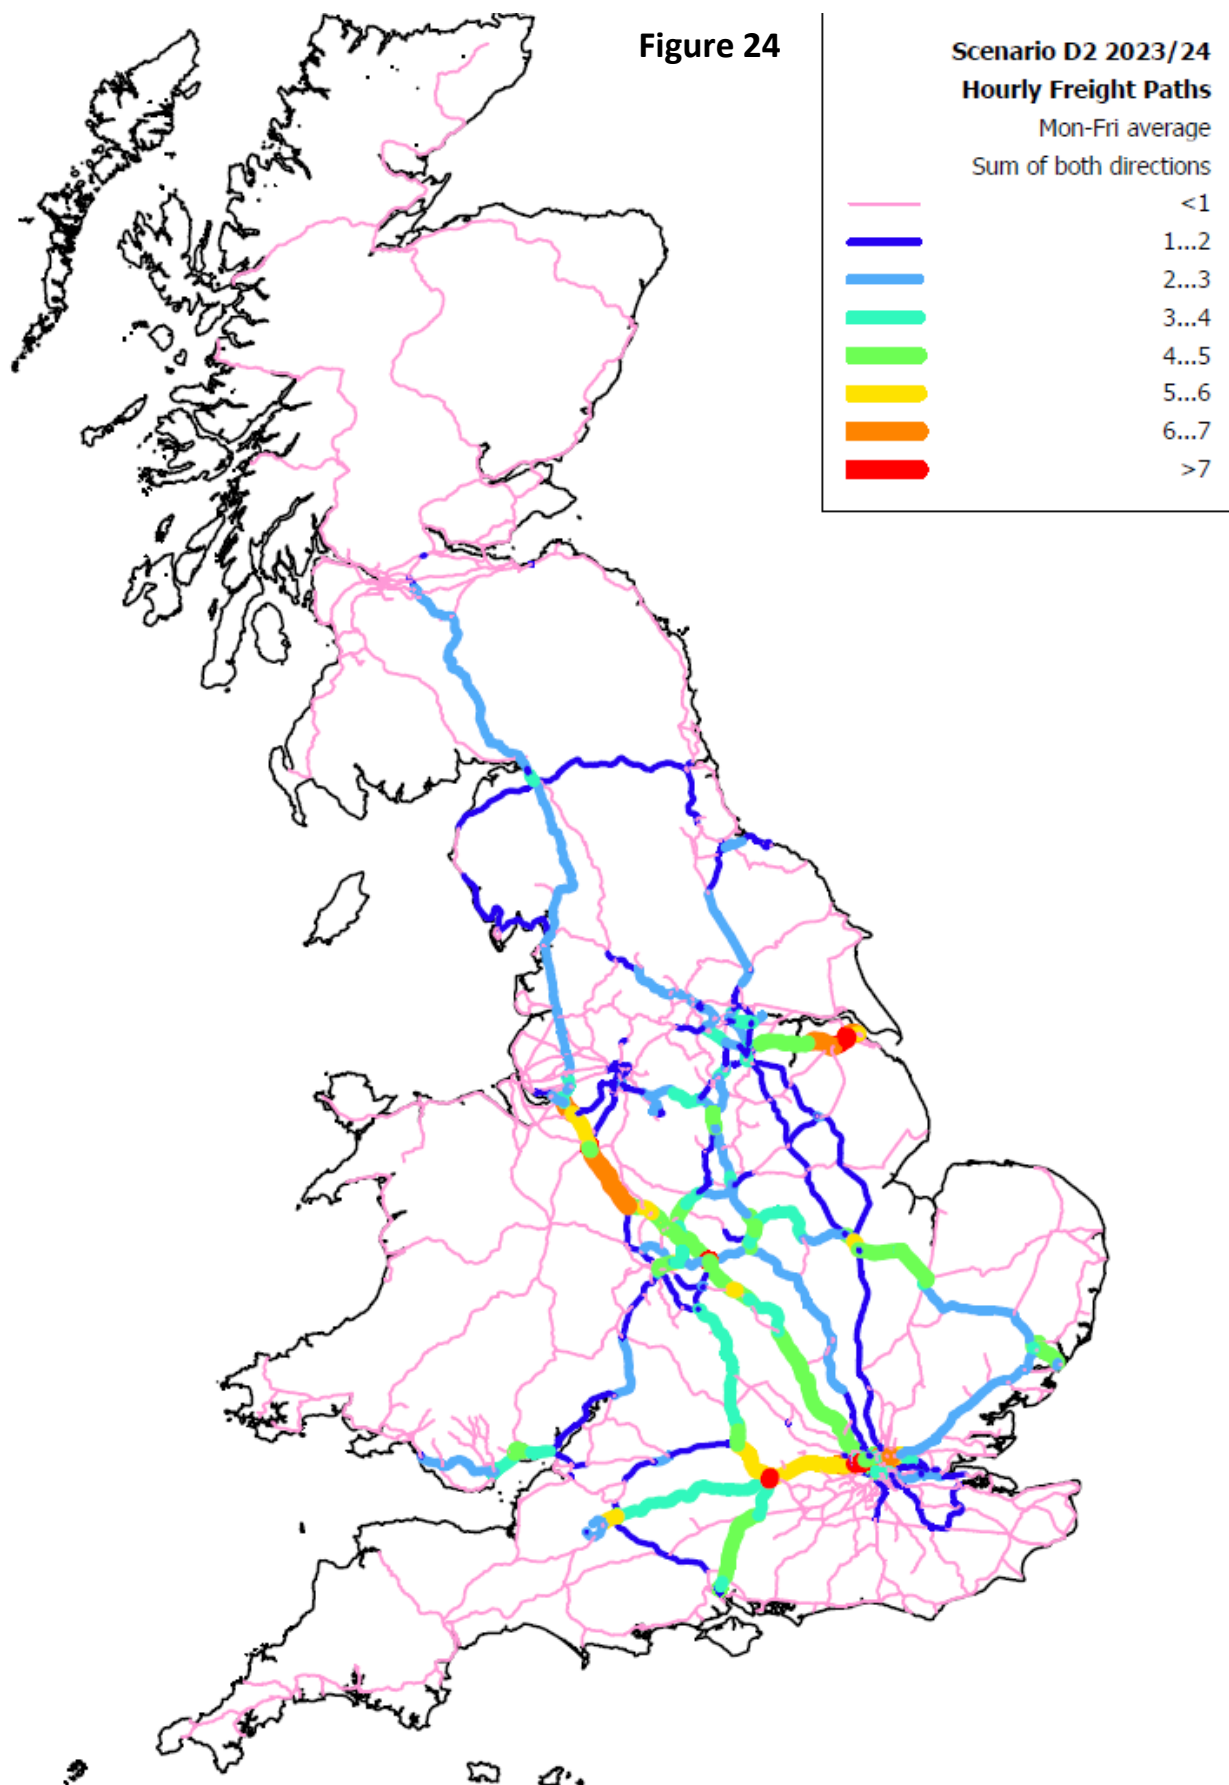 Figure 24
Scenario D2 2023/24
Hourly Freight Paths
Mon-Fri average
Sum of both directions
<1
1...2
2...3
3...4
4...5
5...6
6...7
>7